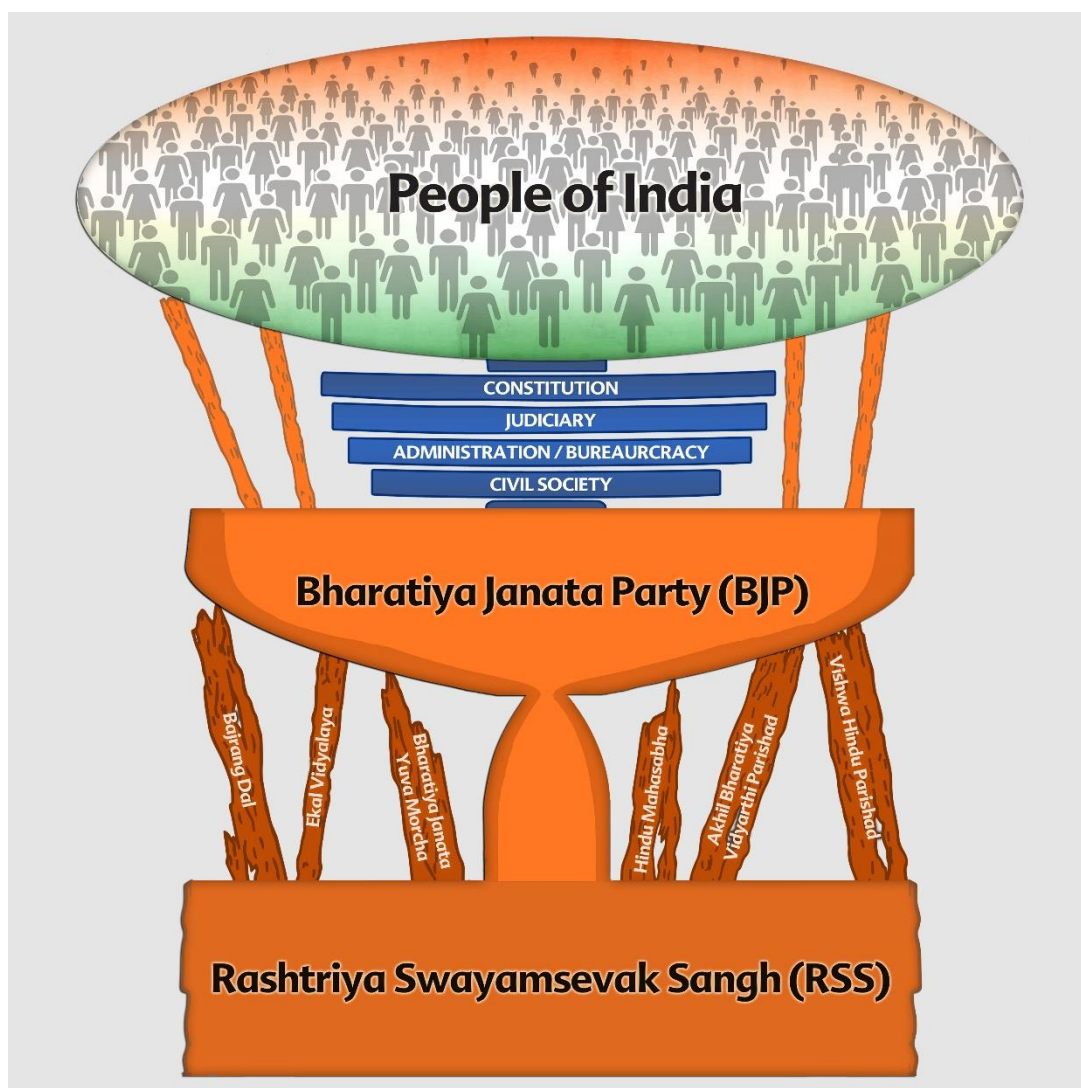 People of India
CONSTITUTION
JUDICIARY
ADMINISTRATION / BUREAURCRACY
CIVIL SOCIETY
Bharatiya Janata Party (BJP)
Bajrang Dal
Ekal Vidyalaya
Bharatiya Janata
Yuva Morcha
Hindu Mahasabha
Akhil Bharatiya
Vidyarthi Parishad
Vishwa Hindu Parishad
Rashtriya Swayamsevak Sangh (RSS)